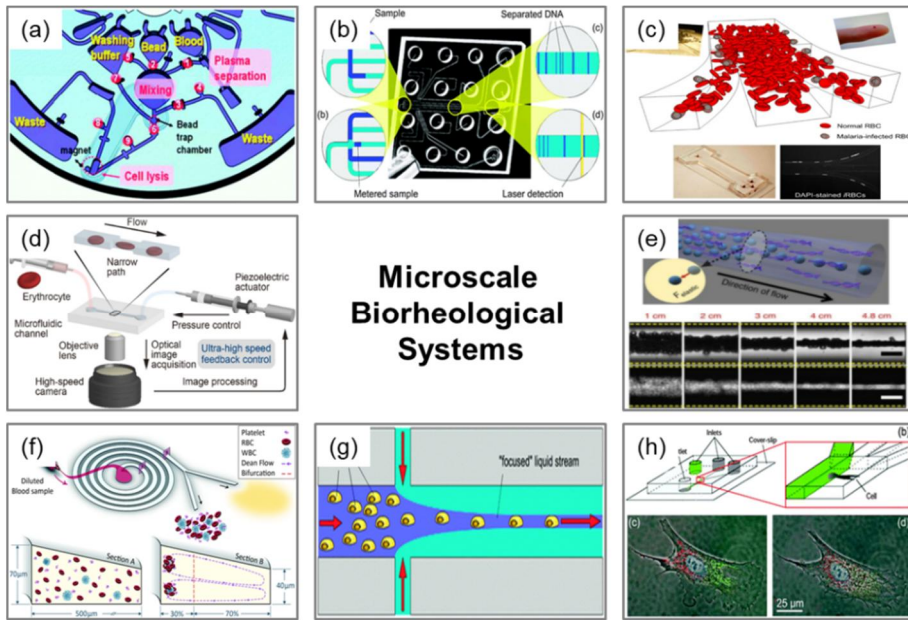 (a)
Sample
Washing
buffer
Bead
Blood
Plasma
separation
Mixing
Waste
Waste
Bead
trap
chamber
magnet
Cell lysis
(b)
Sample
Separated DNA
(c)
(b)
(d)
Metered sample
Laser detection
(c)
Normal RBC
Malaria-infected RBC
DAPI-stained iRBCs
(d)
Flow
Narrow
path
Erythrocyte
Piezoelectric
actuator
Microfluidic
channel
Pressure control
Objective
lens
Optical
image
acquisition
Ultra-high speed
feedback control
High-speed
camera
Image processing
Microscale
Biorheological
Systems
(e)
F elastic
Direction of flow
1 cm
2 cm
3 cm
4 cm
4.8 cm
(f)
Platelet
RBC
WBC
Dean Flow
Bifurcation
Diluted
Blood sample
Section A
Section B
70µm
40µm
500µm
30%
70%
(g)
"focused" liquid stream
(h)
Inlets
Cover-slip
(b)
tlet
Cell
(c)
(d)
25 µm